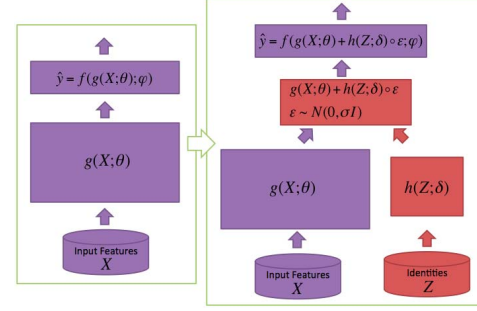 ŷ = f(g(X;θ);φ)
g(X;θ)
Input Features
X
ŷ = f(g(X;θ)+h(Z;δ)∘ε;φ)
g(X;θ)+h(Z;δ)∘ε
ε ~ N(0,σI)
g(X;θ)
h(Z;δ)
Input Features
X
Identities
Z